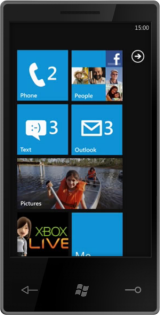 15:00
2
Phone
People
3
Text
3
Outlook
Pictures
XBOX
LIVE
Me